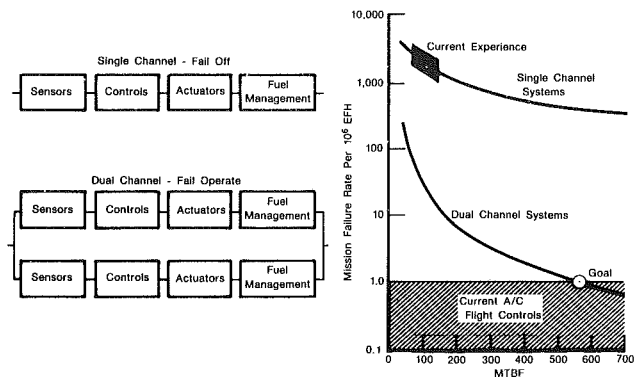 Single Channel - Fail Off
Sensors
Controls
Actuators
Fuel
Management
Dual Channel - Fail Operate
Sensors
Controls
Actuators
Fuel
Management
Sensors
Controls
Actuators
Fuel
Management
Mission Failure Rate Per 10⁶ EFH
10,000
1,000
100
10
1.0
0.1
Current Experience
Single Channel
Systems
Dual Channel Systems
Goal
Current A/C
Flight Controls
0 100 200 300 400 500 600 700
MTBF